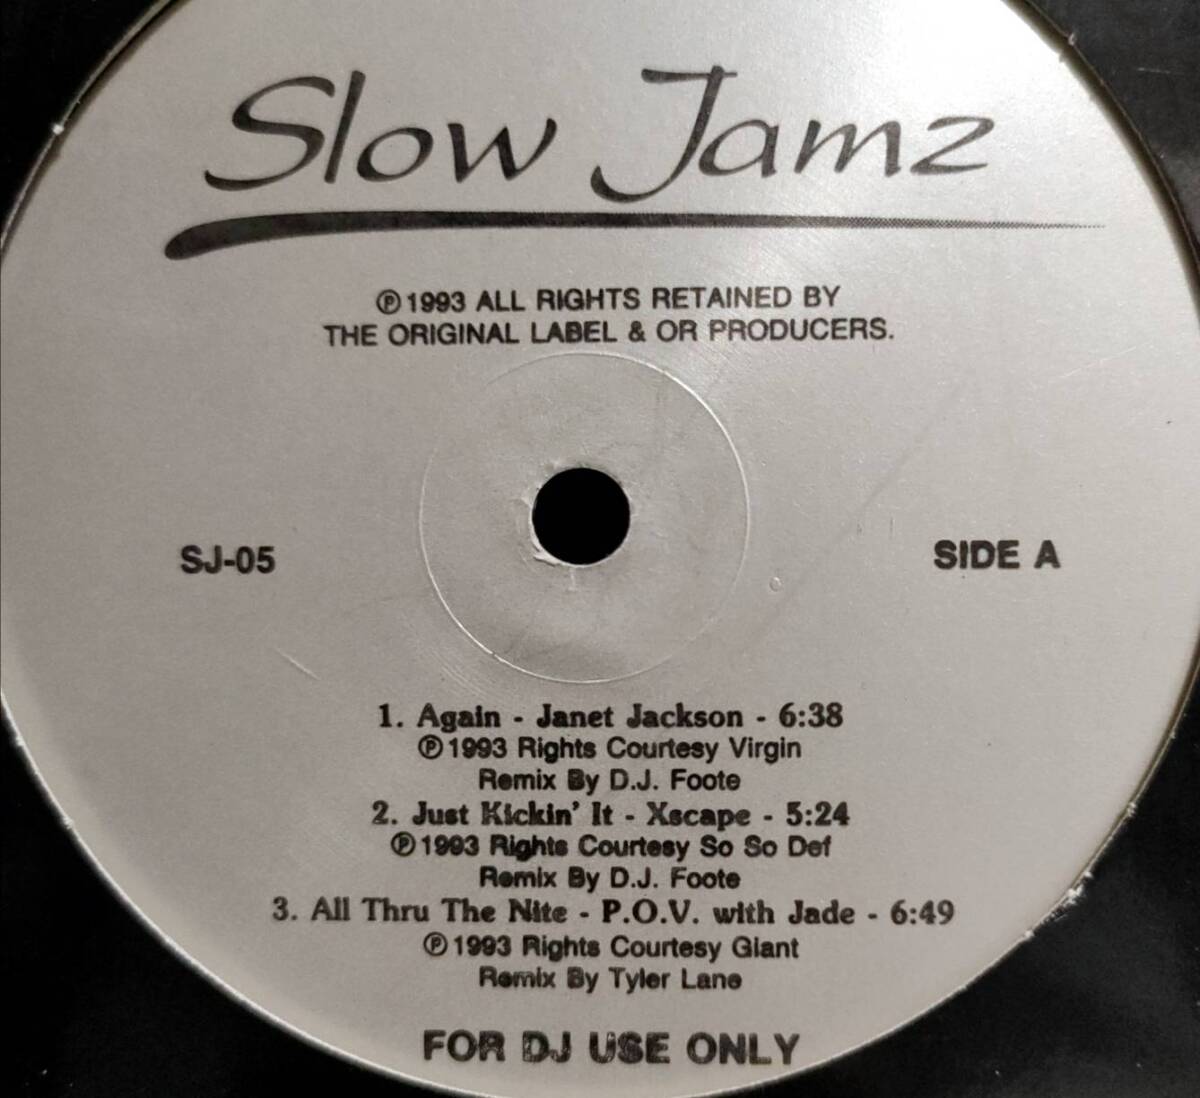 Slow Jamz
℗ 1993 ALL RIGHTS RETAINED BY
THE ORIGINAL LABEL & OR PRODUCERS.
SJ-05
SIDE A
1. Again - Janet Jackson - 6:38
℗ 1993 Rights Courtesy Virgin
Remix By D.J. Foote
2. Just Kickin' It - Xscape - 5:24
℗ 1993 Rights Courtesy So So Def
Remix By D.J. Foote
3. All Thru The Nite - P.O.V. with Jade - 6:49
℗ 1993 Rights Courtesy Giant
Remix By Tyler Lane
FOR DJ USE ONLY